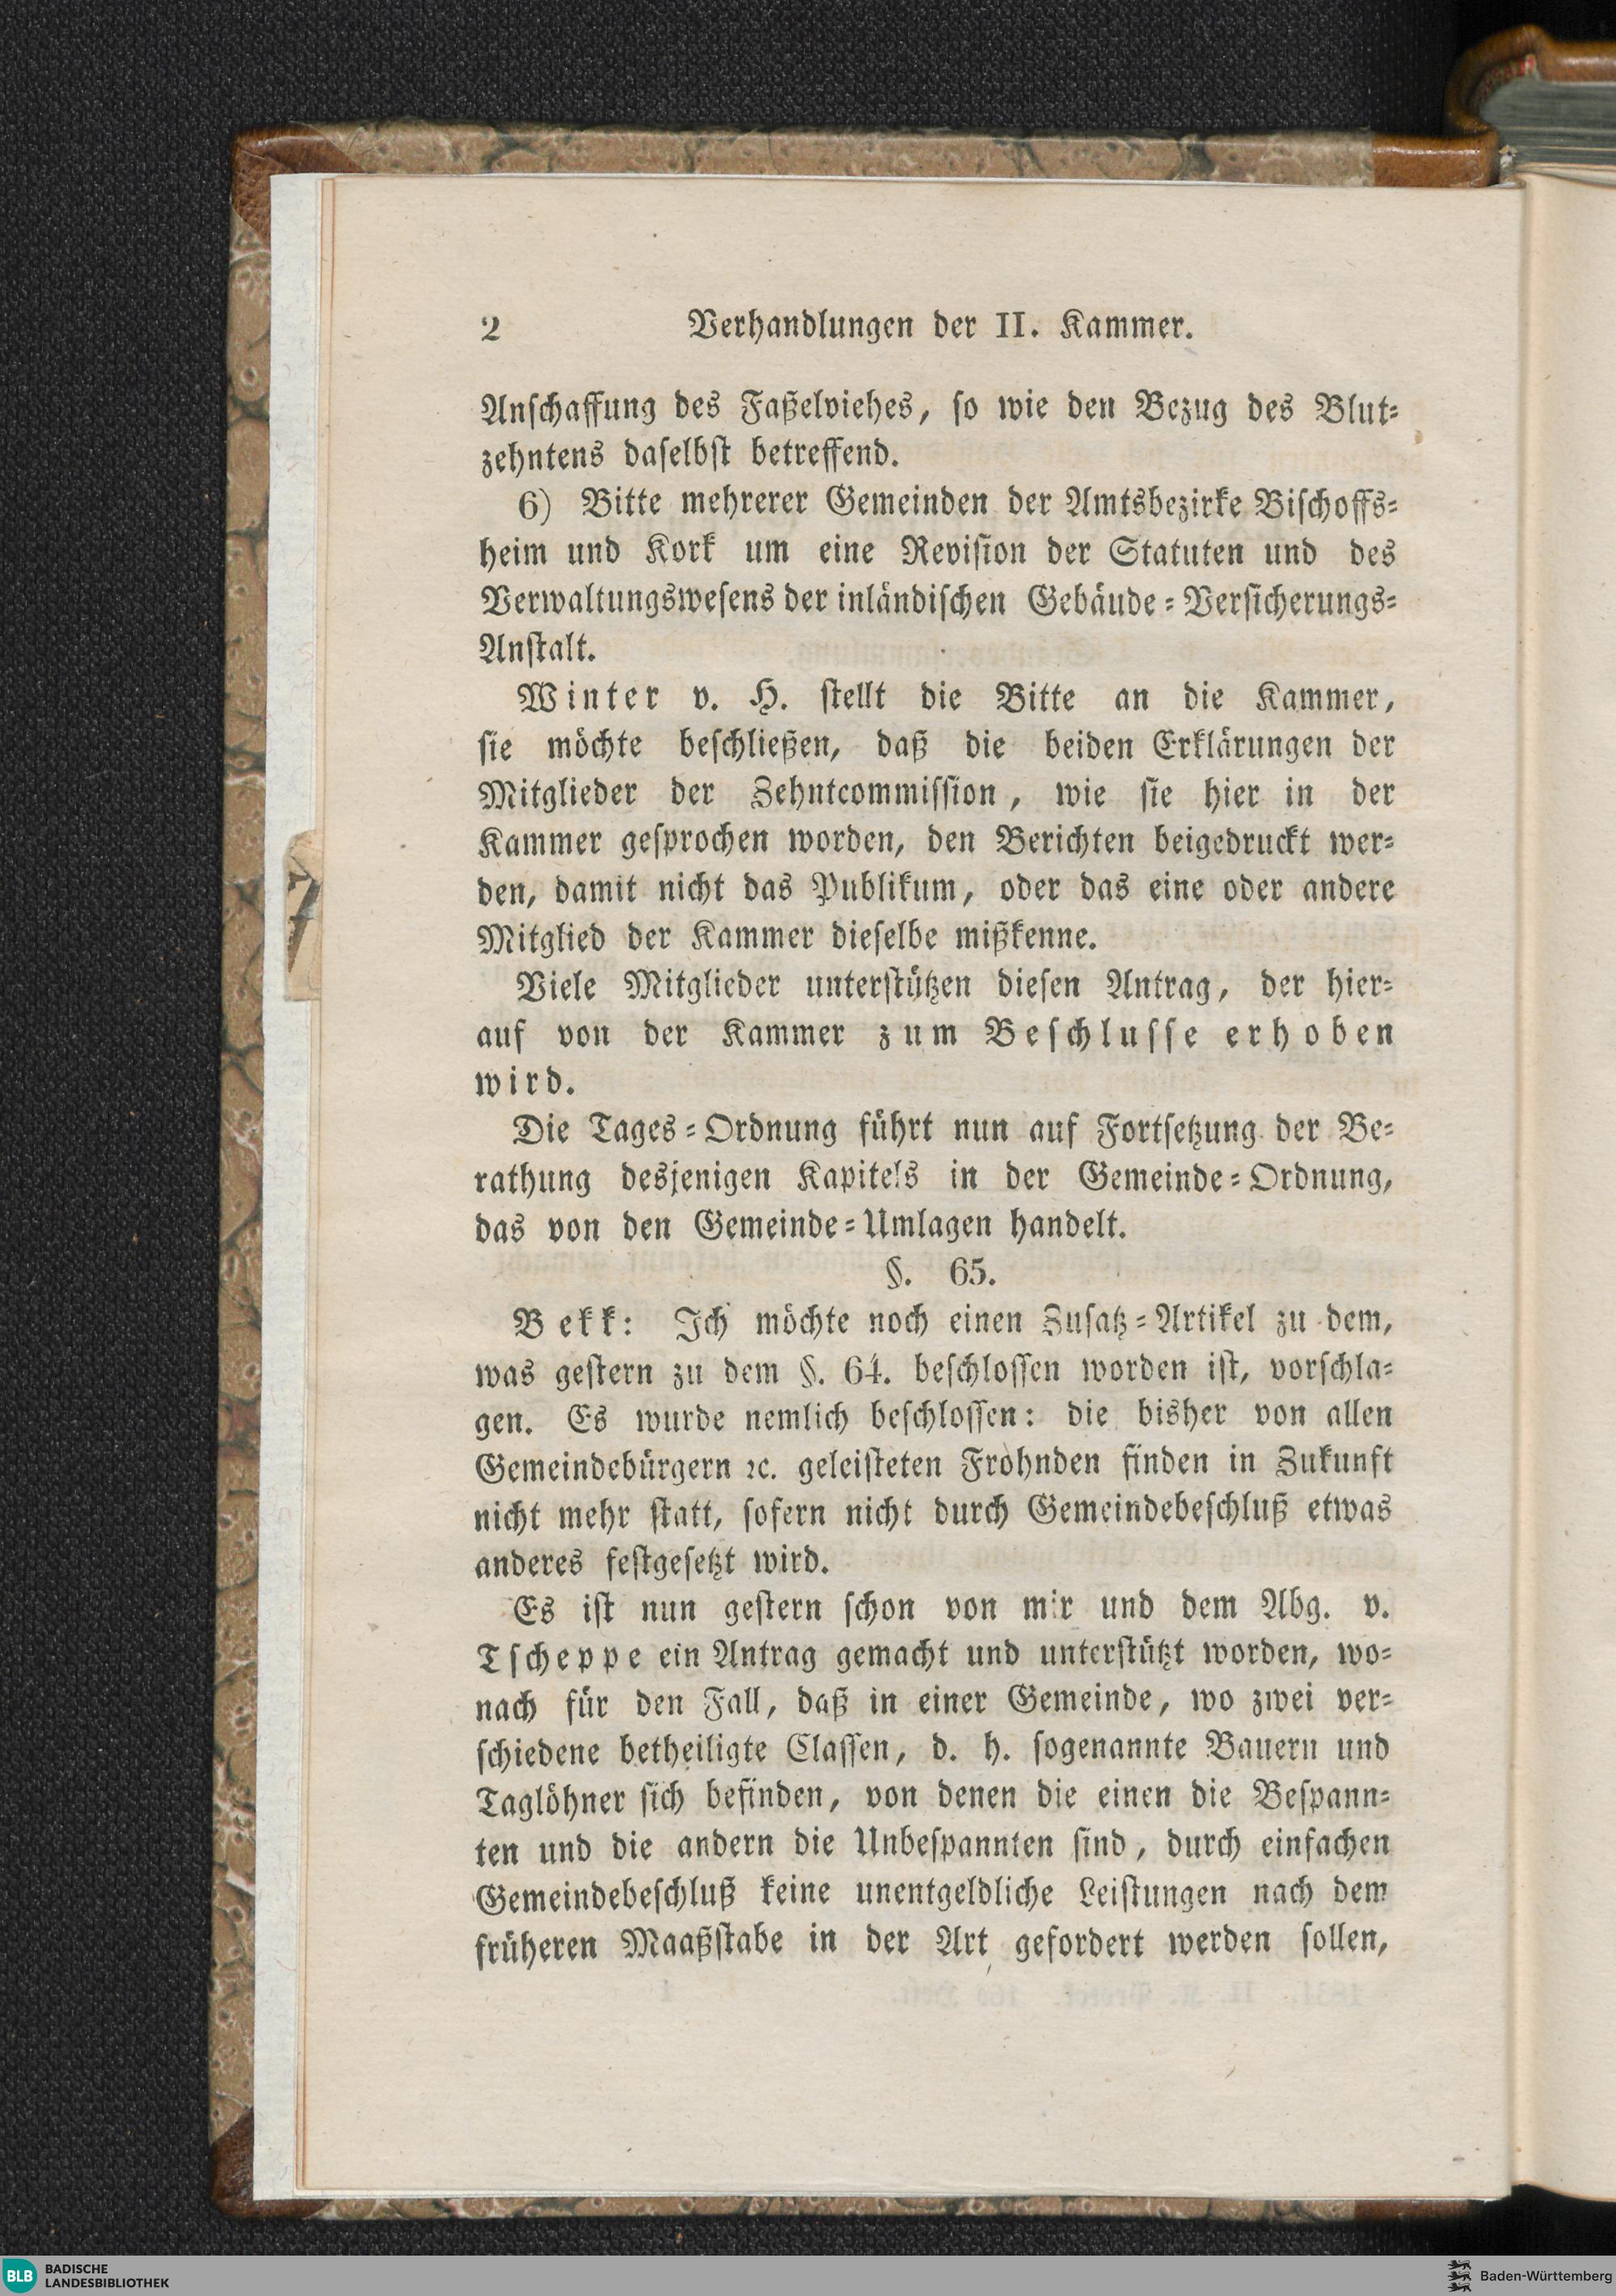 2 Verhandlungen der II. Kammer.
Anschaffung des Faßelviehes, so wie den Bezug des Blut-
zehntens daselbst betreffend.
6) Bitte mehrerer Gemeinden der Amtsbezirke Bischoffs-
heim und Kork um eine Revision der Statuten und des
Verwaltungswesens der inländischen Gebäude-Versicherungs-
Anstalt.
Winter v. H. stellt die Bitte an die Kammer,
sie möchte beschließen, daß die beiden Erklärungen der
Mitglieder der Zehntcommission, wie sie hier in der
Kammer gesprochen worden, den Berichten beigedruckt wer-
den, damit nicht das Publikum, oder das eine oder andere
Mitglied der Kammer dieselbe mißkenne.
Viele Mitglieder unterstützen diesen Antrag, der hier-
auf von der Kammer zum Beschlusse erhoben
wird.
Die Tages-Ordnung führt nun auf Fortsetzung der Be-
rathung desjenigen Kapitels in der Gemeinde-Ordnung,
das von den Gemeinde-Umlagen handelt.
§. 65.
Bekk: Ich möchte noch einen Zusatz-Artikel zu dem,
was gestern zu dem §. 64. beschlossen worden ist, vorschla-
gen. Es wurde nemlich beschlossen: die bisher von allen
Gemeindebürgern ꝛc. geleisteten Frohnden finden in Zukunft
nicht mehr statt, sofern nicht durch Gemeindebeschluß etwas
anderes festgesetzt wird.
Es ist nun gestern schon von mir und dem Abg. v.
Tscheppe ein Antrag gemacht und unterstützt worden, wo-
nach für den Fall, daß in einer Gemeinde, wo zwei ver-
schiedene betheiligte Classen, d. h. sogenannte Bauern und
Taglöhner sich befinden, von denen die einen die Bespann-
ten und die andern die Unbespannten sind, durch einfachen
Gemeindebeschluß keine unentgeldliche Leistungen nach dem
früheren Maaßstabe in der Art gefordert werden sollen,
BLB BADISCHE
LANDESBIBLIOTHEK
Baden-Württemberg